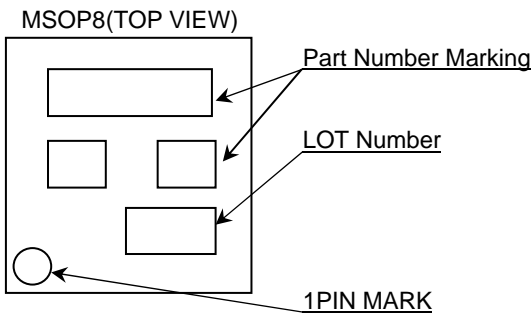 MSOP8(TOP VIEW)
Part Number Marking
LOT Number
1PIN MARK